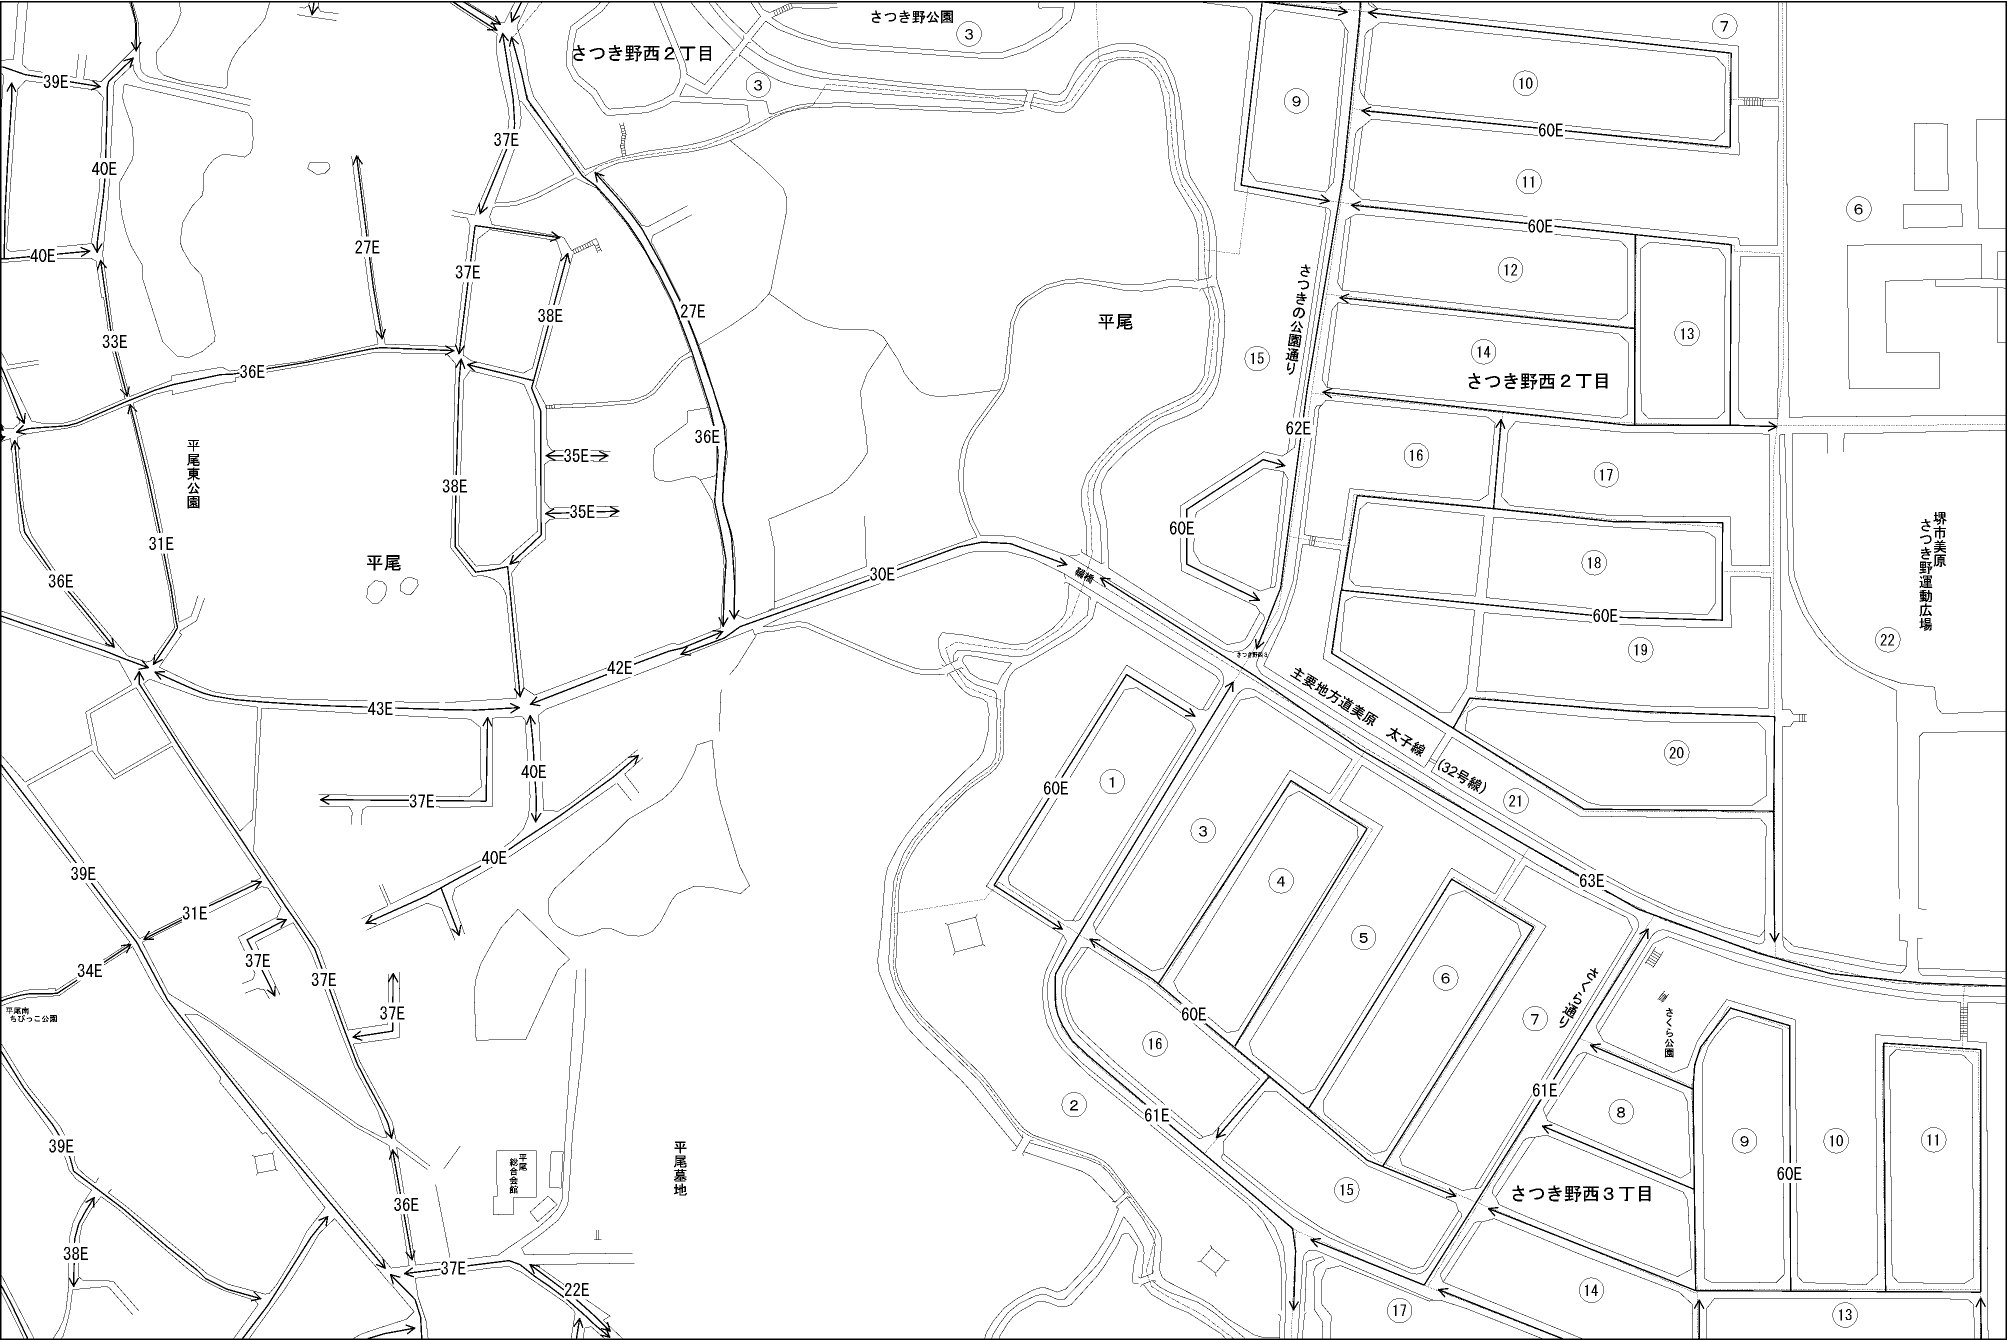 さつき野公園
③
⑦
さつき野西２丁目
39E
③
⑩
⑨
60E
37E
40E
⑪
⑥
60E
40E
27E
37E
⑫
さつきの公園通り
27E
38E
平尾
33E
⑬
⑮
⑭
36E
さつき野西２丁目
62E
36E
平尾東公園
35E
⑯
⑰
38E
35E
60E
堺市美原
さつき野運動広場
31E
平尾
⑱
30E
36E
60E
㉒
⑲
さつき野西３
42E
主要地方道美原　太子線　(32号線)
43E
⑳
40E
①
60E
37E
㉑
③
40E
39E
63E
④
31E
⑤
37E
34E
37E
⑥
さくら通り
平尾南
ちびっこ公園
37E
60E
⑦
さくら公園
⑯
61E
②
61E
⑧
⑨
⑩
⑪
39E
平尾墓地
平尾
総合会館
60E
⑮
さつき野西３丁目
36E
38E
37E
22E
⑭
⑰
⑬